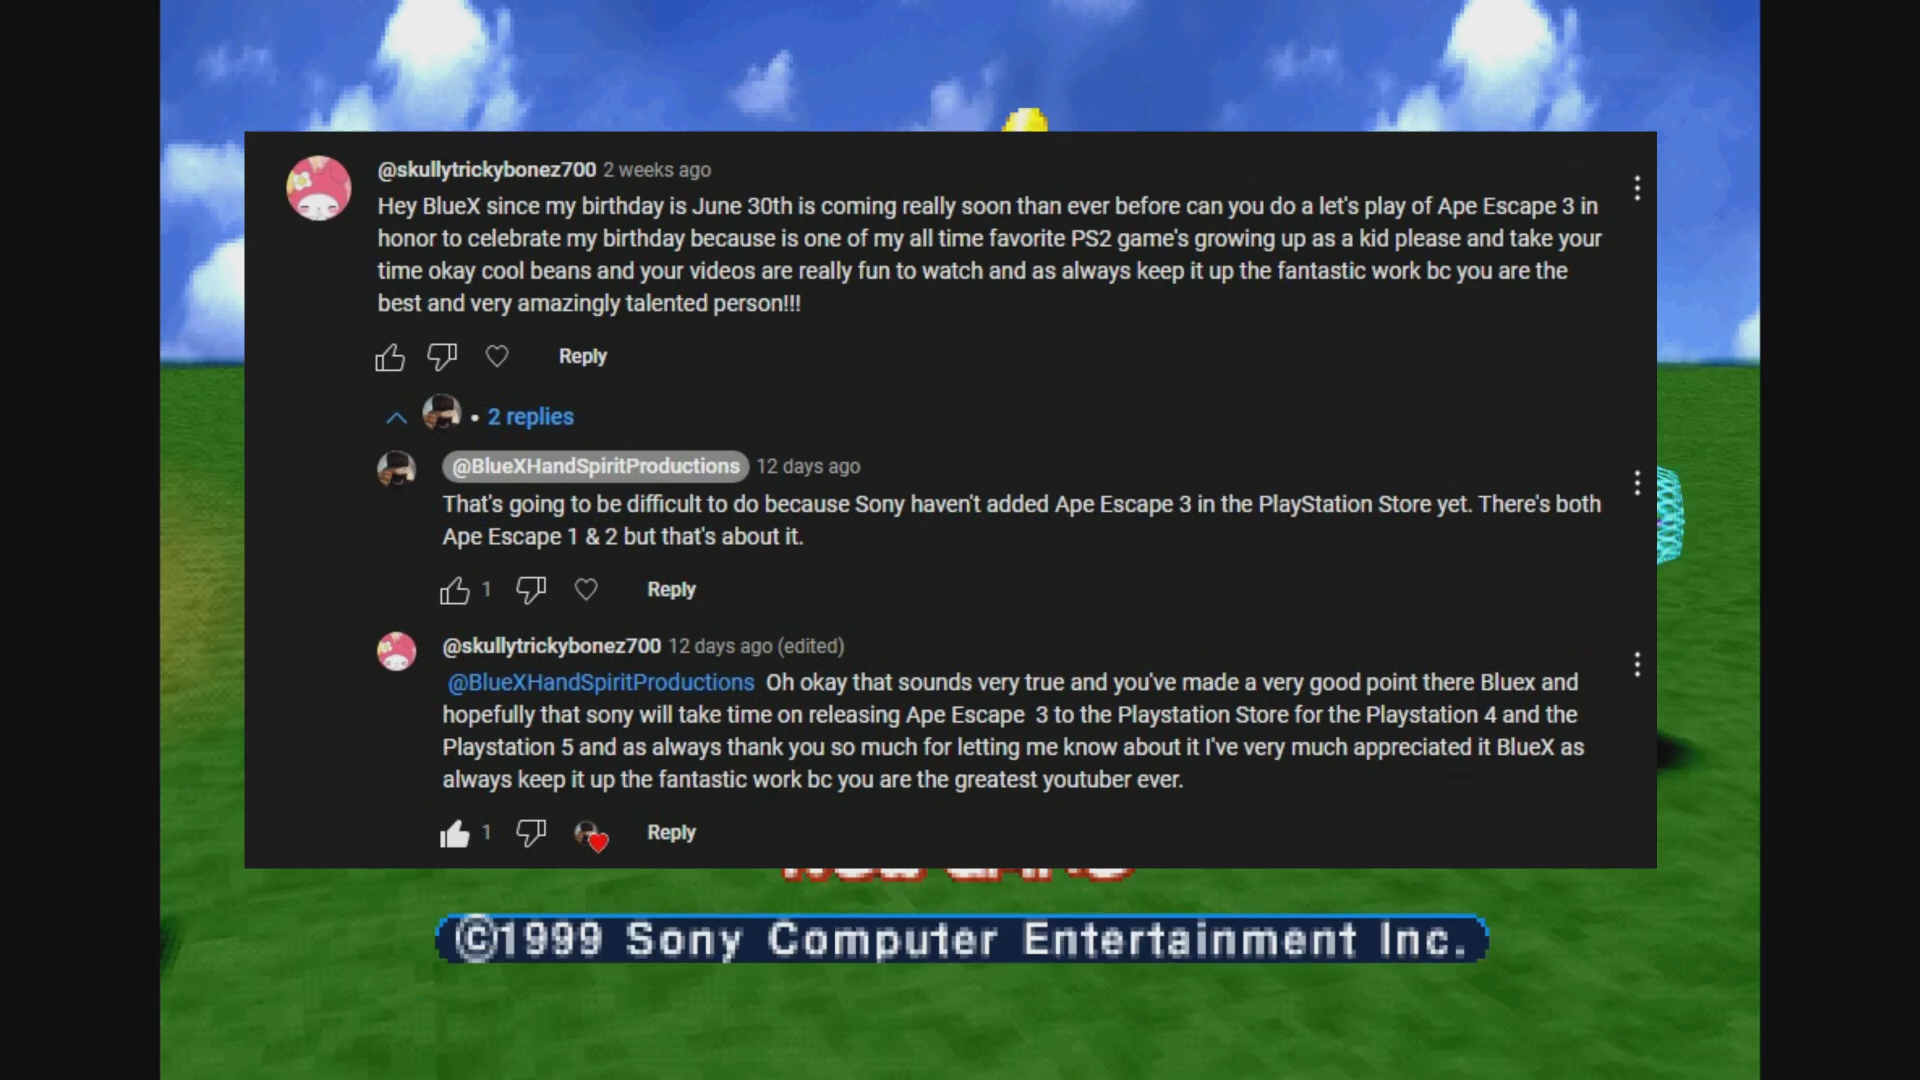 @skullytrickybonez700 2 weeks ago
Hey BlueX since my birthday is June 30th is coming really soon than ever before can you do a let's play of Ape Escape 3 in
honor to celebrate my birthday because is one of my all time favorite PS2 game's growing up as a kid please and take your
time okay cool beans and your videos are really fun to watch and as always keep it up the fantastic work bc you are the
best and very amazingly talented person!!!
Reply
• 2 replies
@BlueXHandSpiritProductions 12 days ago
That's going to be difficult to do because Sony haven't added Ape Escape 3 in the PlayStation Store yet. There's both
Ape Escape 1 & 2 but that's about it.
1 Reply
@skullytrickybonez700 12 days ago (edited)
@BlueXHandSpiritProductions Oh okay that sounds very true and you've made a very good point there Bluex and
hopefully that sony will take time on releasing Ape Escape 3 to the Playstation Store for the Playstation 4 and the
Playstation 5 and as always thank you so much for letting me know about it I've very much appreciated it BlueX as
always keep it up the fantastic work bc you are the greatest youtuber ever.
1 Reply
©1999 Sony Computer Entertainment Inc.